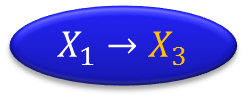 X₁ → X₃